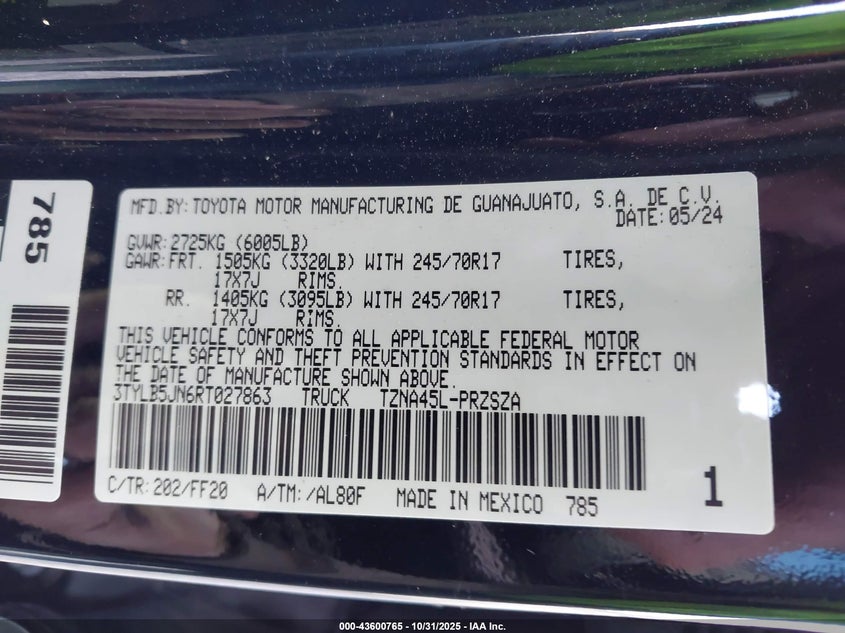 785
MFD.BY: TOYOTA MOTOR MANUFACTURING DE GUANAJUATO, S.A. DE C.V.
DATE: 05/24
GVWR: 2725KG (6005LB)
GAWR: FRT. 1505KG (3320LB) WITH 245/70R17 TIRES,
17X7J RIMS.
RR. 1405KG (3095LB) WITH 245/70R17 TIRES,
17X7J RIMS.
THIS VEHICLE CONFORMS TO ALL APPLICABLE FEDERAL MOTOR
VEHICLE SAFETY AND THEFT PREVENTION STANDARDS IN EFFECT ON
THE DATE OF MANUFACTURE SHOWN ABOVE.
3TYLB5JN6RT027863 TRUCK TZNA45L-PRZSZA
C/TR: 202/FF20 A/TM: /AL80F MADE IN MEXICO 785
1
000-43600765 - 10/31/2025 - IAA Inc.